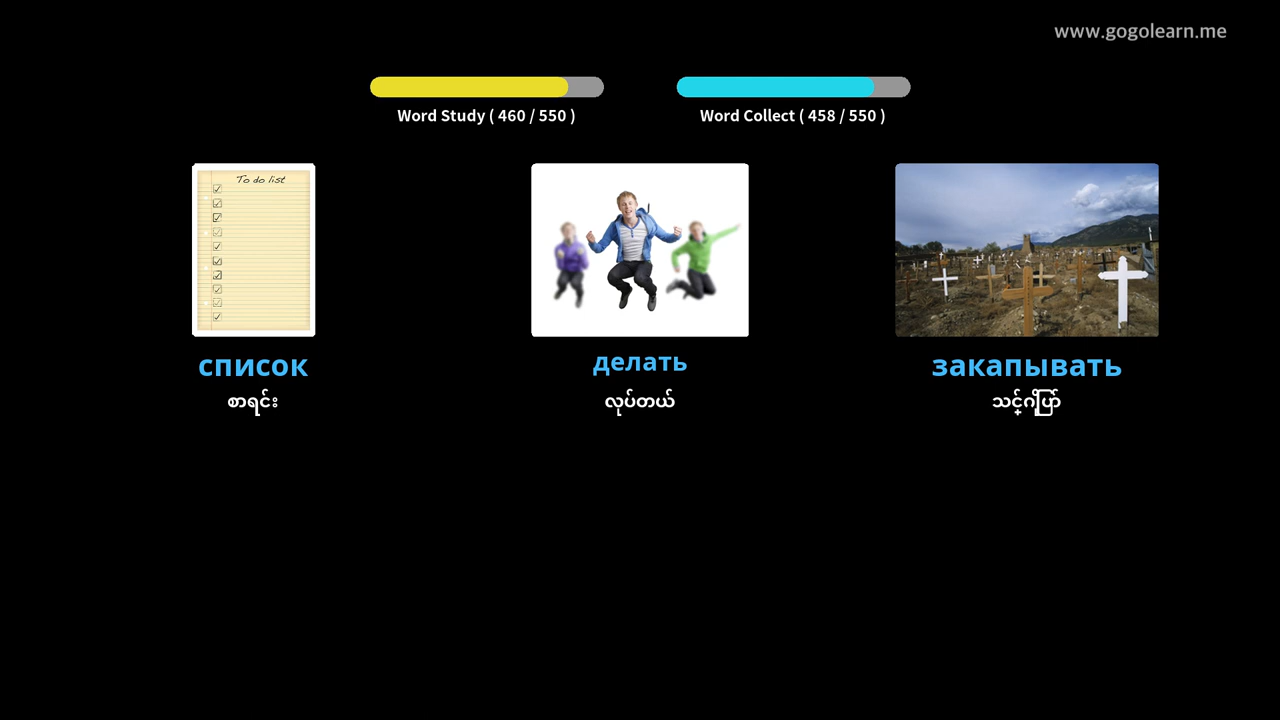 www.gogolearn.me
Word Study ( 460 / 550 )
Word Collect ( 458 / 550 )
To do list
список
делать
закапывать
စာရင်း
လုပ်တယ်
သင်္ဂြိုဟ်